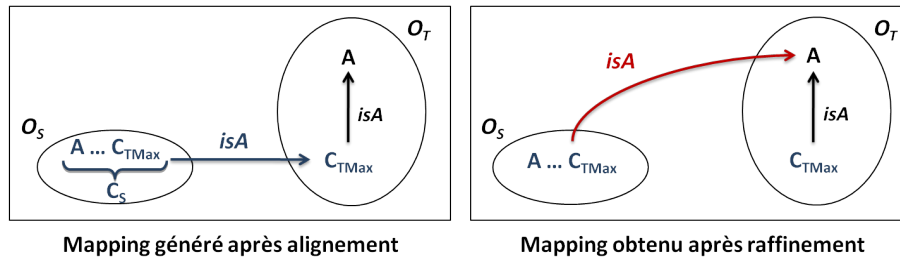 O_T
A
isA
O_S
isA
A ... C_TMax
C_TMax
C_S
Mapping généré après alignement
O_T
A
isA
isA
O_S
A ... C_TMax
C_TMax
Mapping obtenu après raffinement